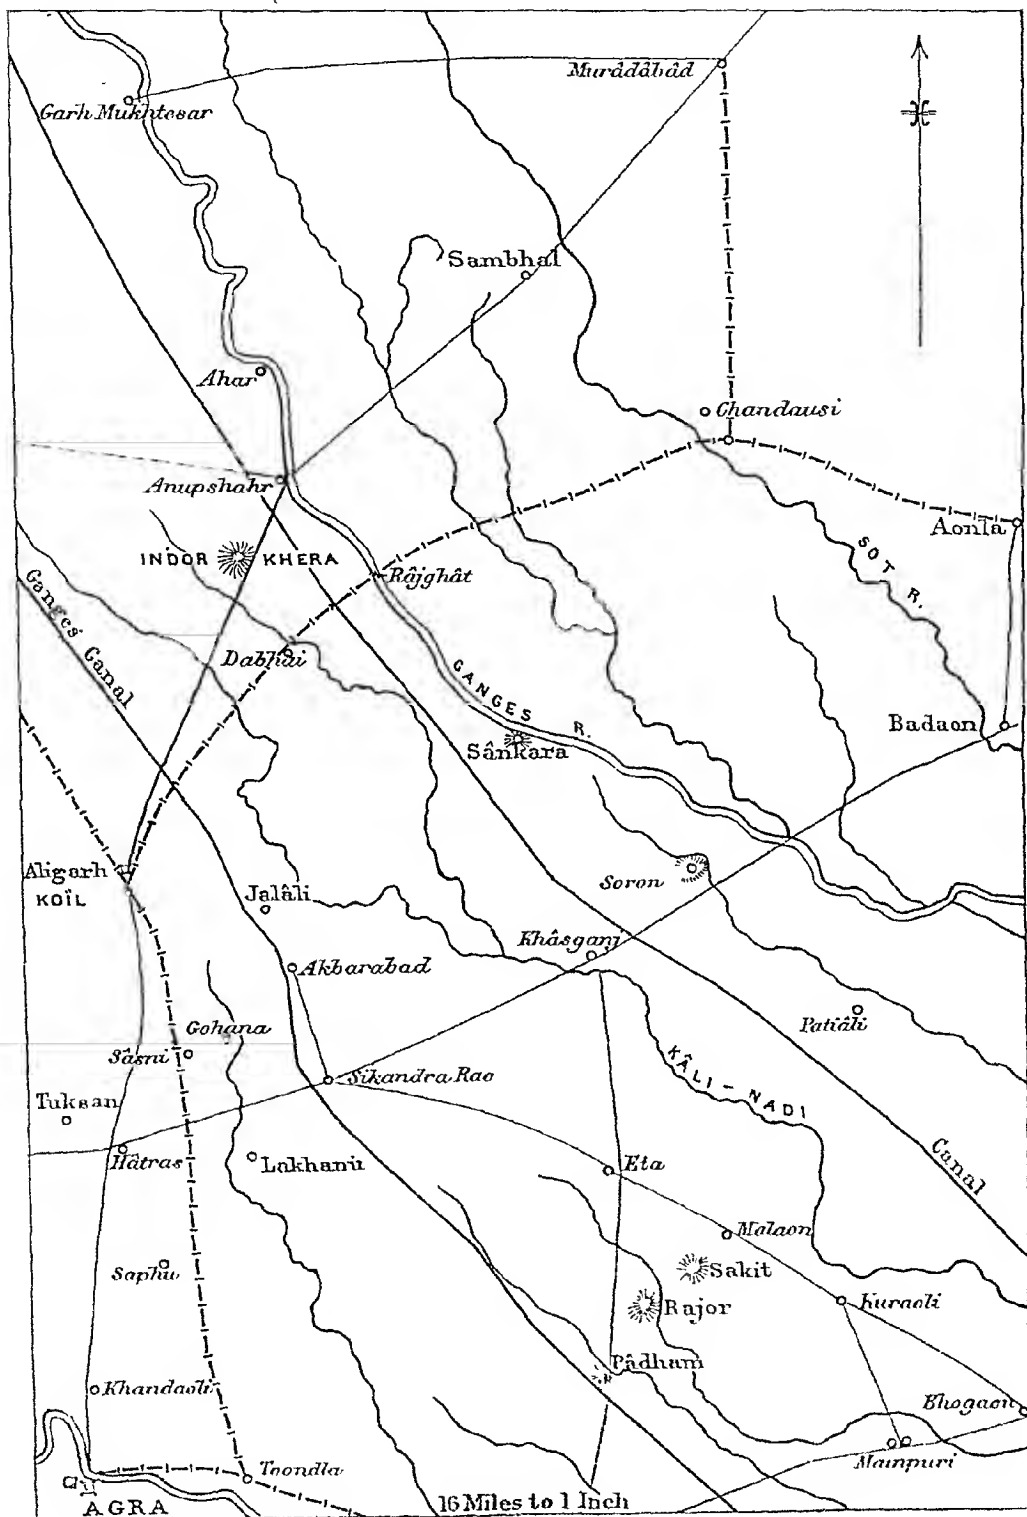 Murâdâbâd
Garh Mukhtesar
Sambhal
Ahar
Chandausi
Anupshahr
Aonla
INDOR KHERA
SOT R.
Râjghât
Ganges Canal
Dabhai
GANGES R.
Badaon
Sânkara
Aligarh
KOÏL
Soron
Jalâli
Khâsganj
Akbarabad
Patiâli
Gohana
Sâsni
KÂLI-NADI
Sikandra Rao
Tuksan
Canal
Hâtras
Lakhanû
Eta
Malaon
Saphu
Sakit
Kuraoli
Rajor
Pâdham
Khandaoli
Bhogaon
Mainpuri
Toondla
AGRA
16 Miles to 1 Inch